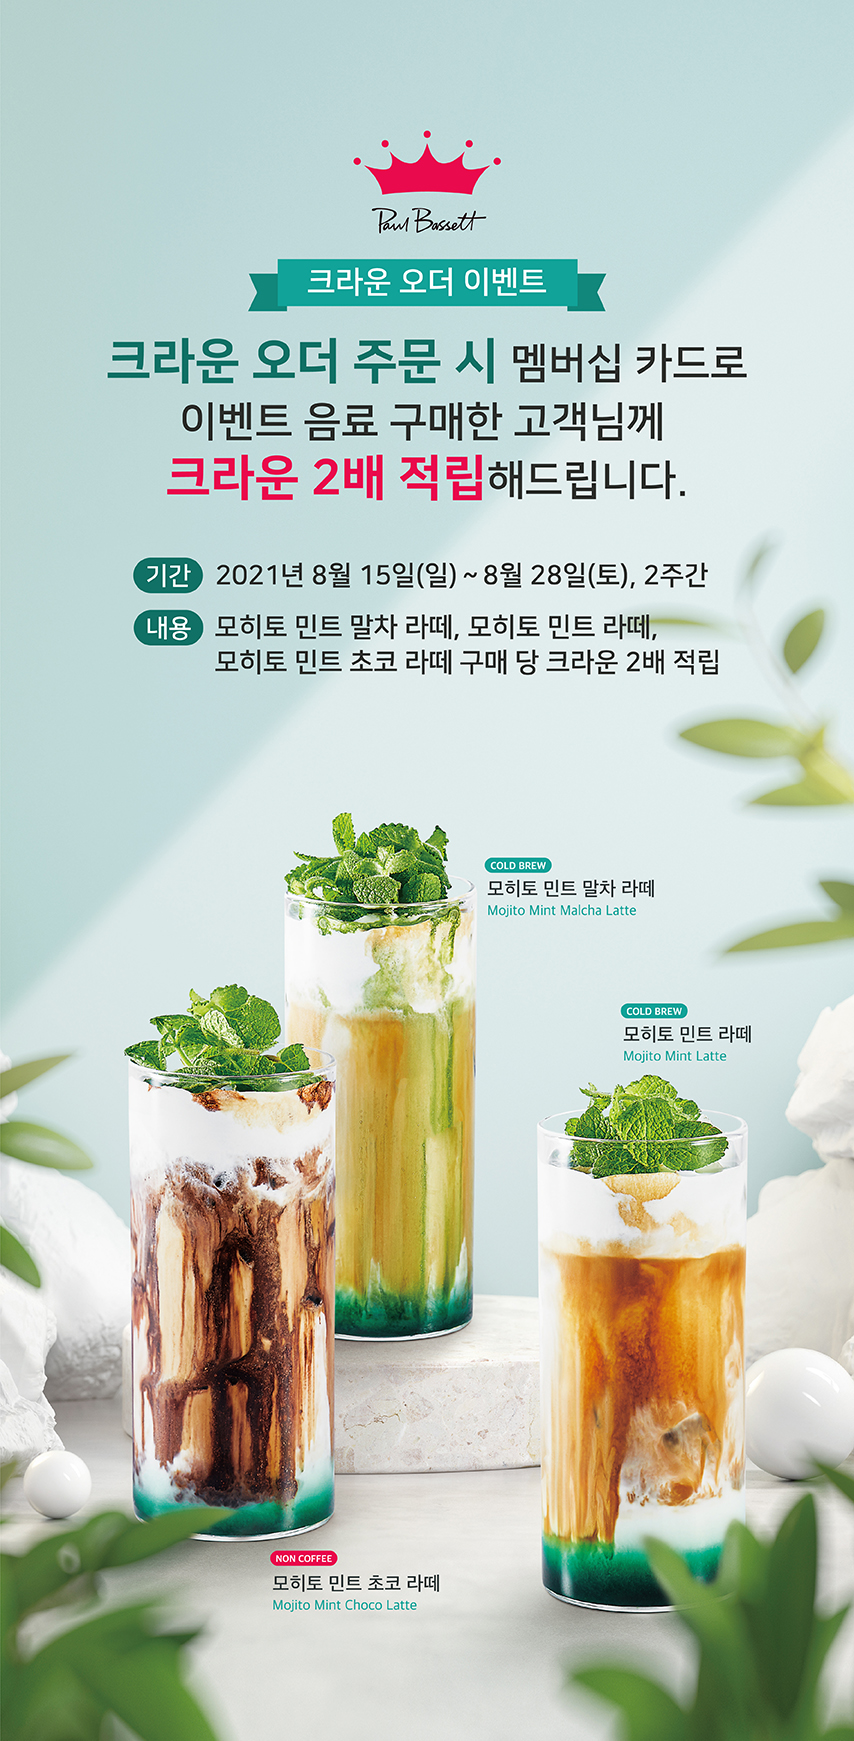 Paul Bassett
크라운 오더 이벤트
크라운 오더 주문 시 멤버십 카드로
이벤트 음료 구매한 고객님께
크라운 2배 적립해드립니다.
기간 2021년 8월 15일(일) ~ 8월 28일(토), 2주간
내용 모히토 민트 말차 라떼, 모히토 민트 라떼,
모히토 민트 초코 라떼 구매 당 크라운 2배 적립
COLD BREW
모히토 민트 말차 라떼
Mojito Mint Malcha Latte
COLD BREW
모히토 민트 라떼
Mojito Mint Latte
NON COFFEE
모히토 민트 초코 라떼
Mojito Mint Choco Latte